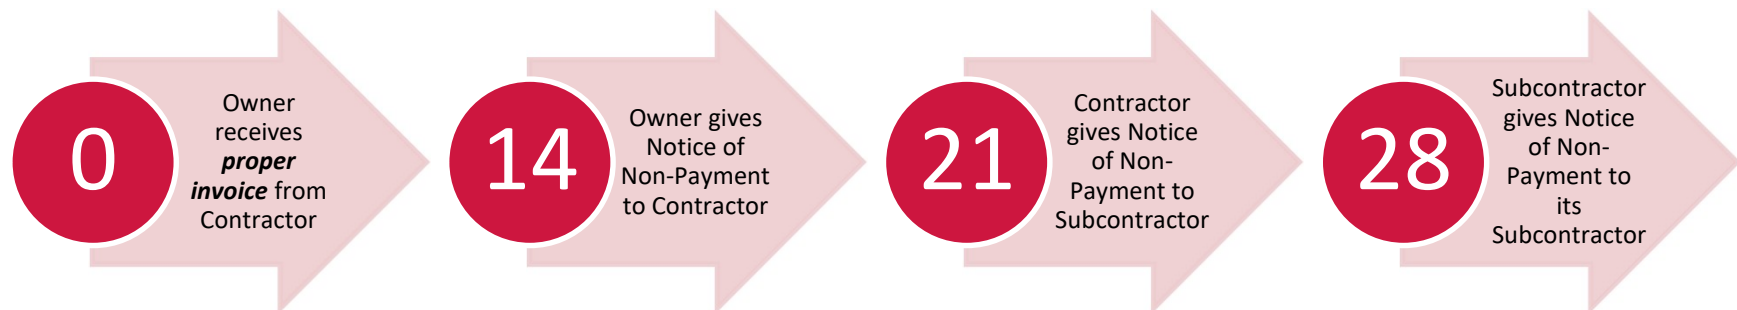 0
Owner
receives
proper
invoice from
Contractor
14
Owner gives
Notice of
Non-Payment
to Contractor
21
Contractor
gives Notice
of Non-
Payment to
Subcontractor
28
Subcontractor
gives Notice
of Non-
Payment to
its
Subcontractor